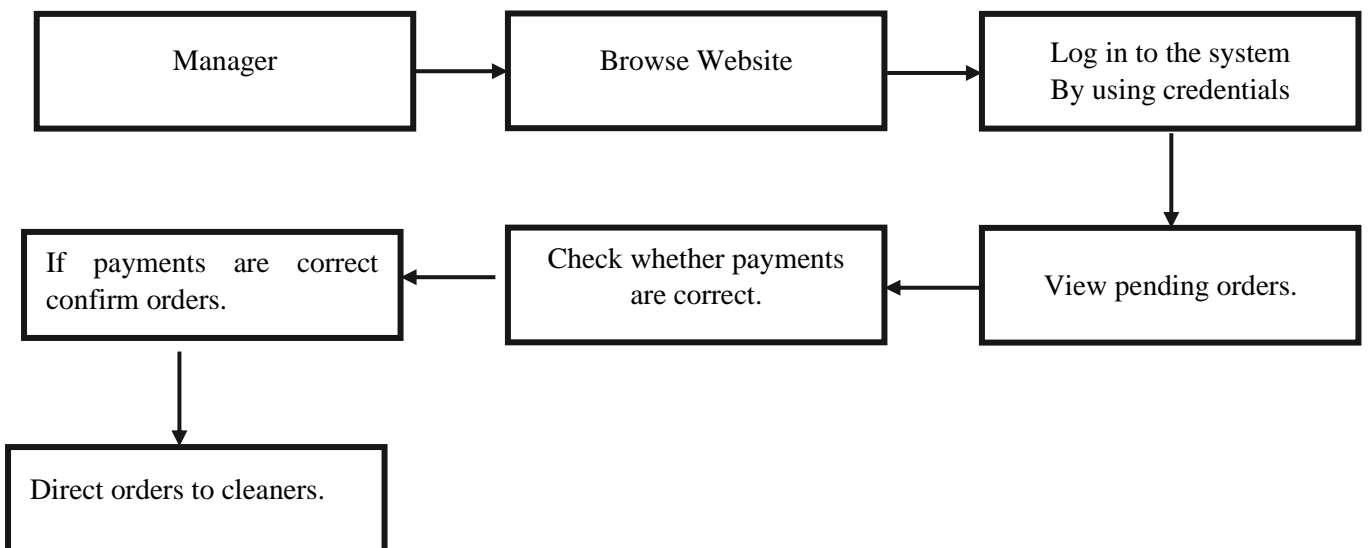 Manager
Browse Website
Log in to the system
By using credentials
If payments are correct
confirm orders.
Check whether payments
are correct.
View pending orders.
Direct orders to cleaners.